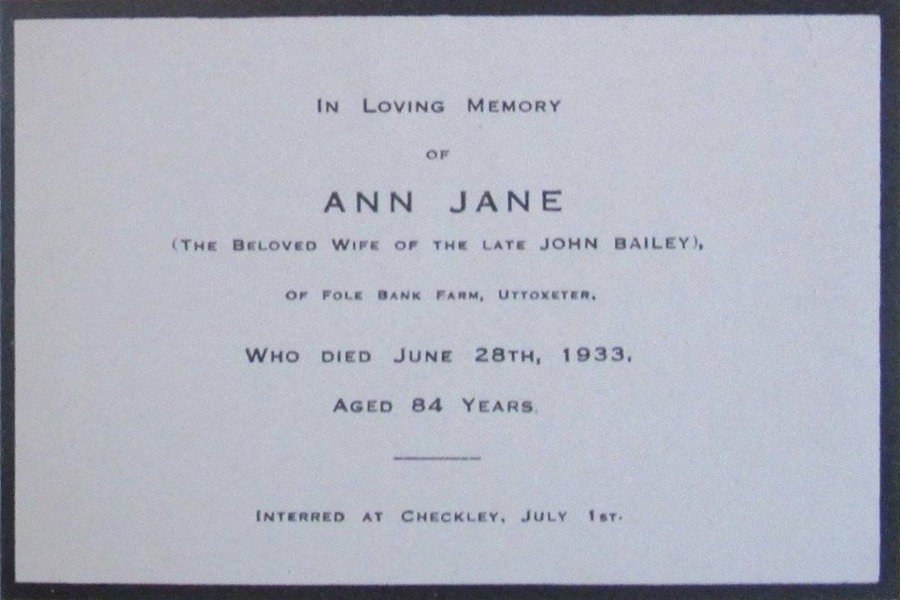 In Loving Memory
of
ANN JANE
(The Beloved Wife of the late JOHN BAILEY),
of Fole Bank Farm, Uttoxeter,
Who died June 28th, 1933,
Aged 84 Years.
Interred at Checkley, July 1st.